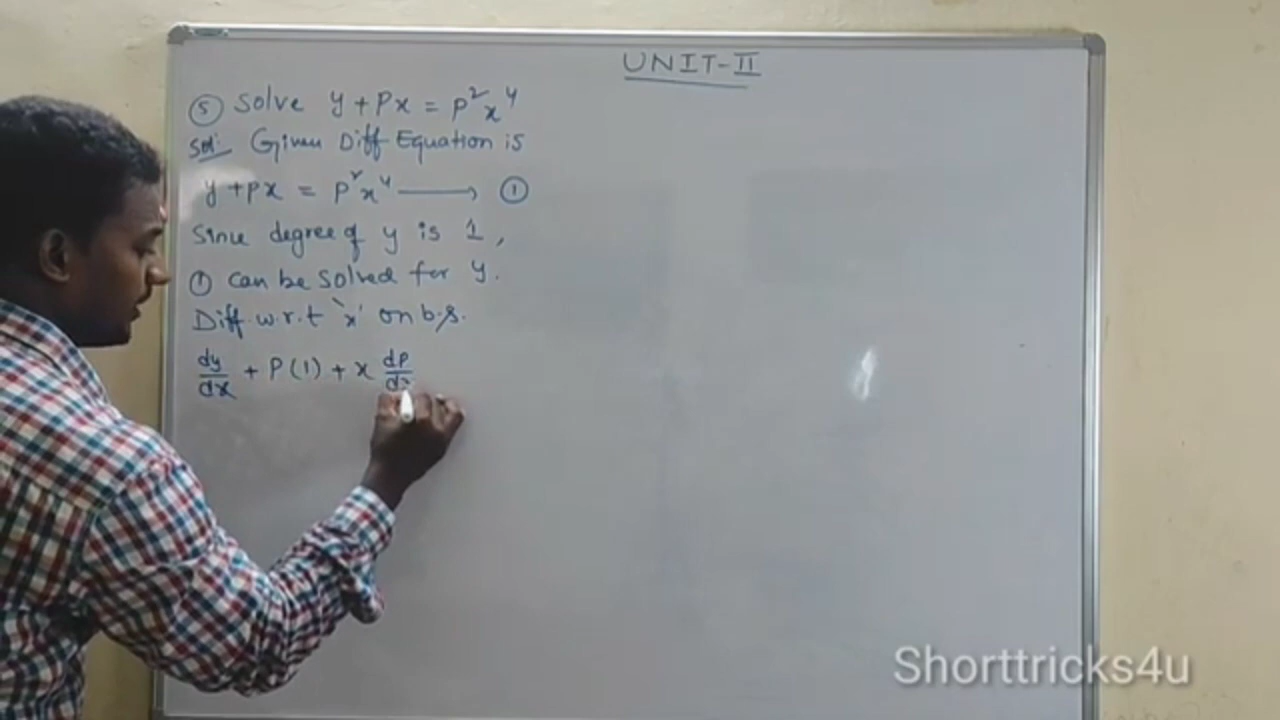 UNIT-II
⑤ Solve y + Px = P²x⁴
Sol: Given Diff Equation is
y + px = p²x⁴ ⟶ ①
Since degree of y is 1,
① can be solved for y.
Diff. w.r.t 'x' on b.s.
dy/dx + P(1) + x dP/dx
Shorttricks4u